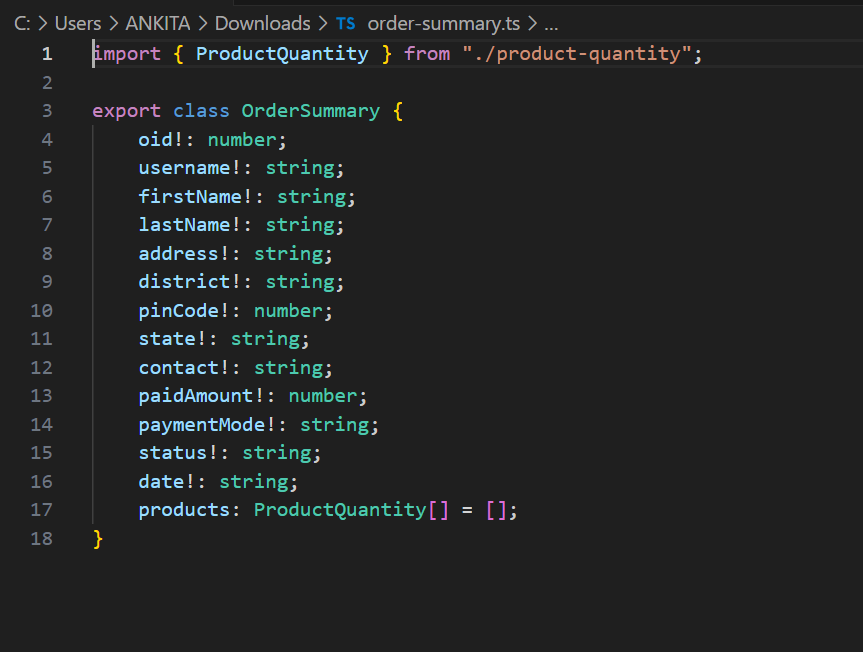 C: > Users > ANKITA > Downloads > TS order-summary.ts > ...
1 import { ProductQuantity } from "./product-quantity";
2
3 export class OrderSummary {
4     oid!: number;
5     username!: string;
6     firstName!: string;
7     lastName!: string;
8     address!: string;
9     district!: string;
10     pinCode!: number;
11     state!: string;
12     contact!: string;
13     paidAmount!: number;
14     paymentMode!: string;
15     status!: string;
16     date!: string;
17     products: ProductQuantity[] = [];
18 }